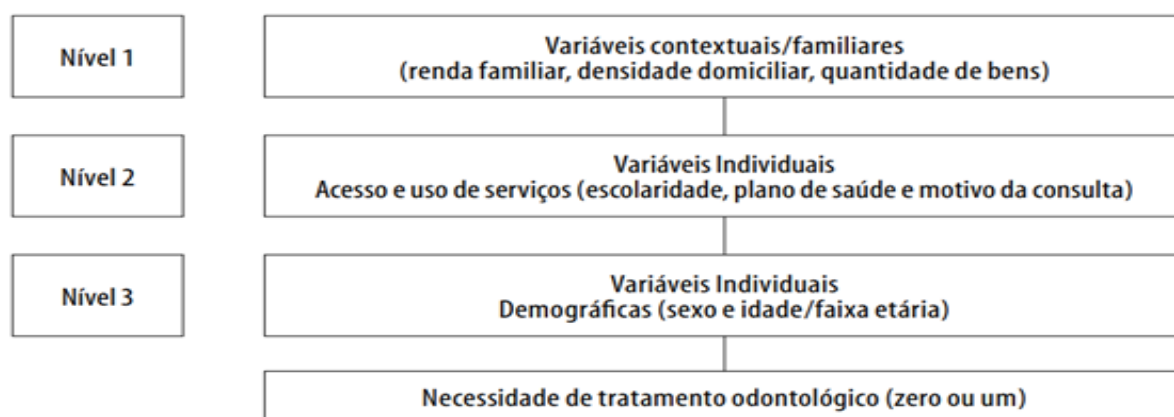 Nível 1
Variáveis contextuais/familiares
(renda familiar, densidade domiciliar, quantidade de bens)
Nível 2
Variáveis Individuais
Acesso e uso de serviços (escolaridade, plano de saúde e motivo da consulta)
Nível 3
Variáveis Individuais
Demográficas (sexo e idade/faixa etária)
Necessidade de tratamento odontológico (zero ou um)